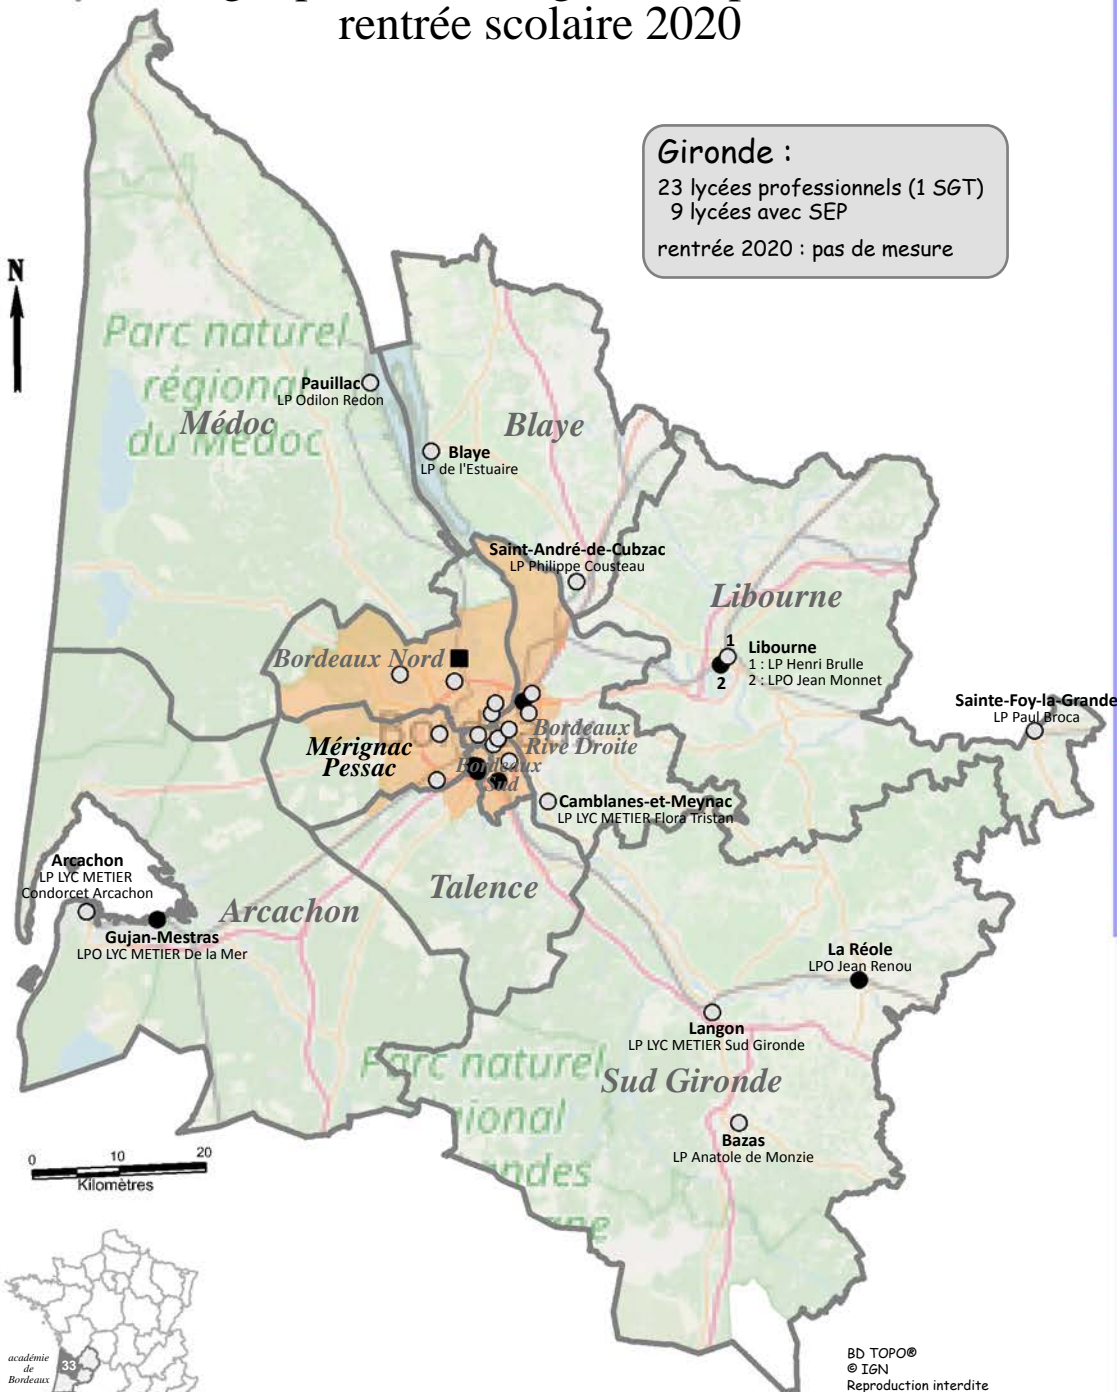 rentrée scolaire 2020
Gironde :
23 lycées professionnels (1 SGT)
9 lycées avec SEP
rentrée 2020 : pas de mesure
N
Parc naturel
régional
du Médoc
Médoc
Pauillac
LP Odilon Redon
Blaye
Blaye
LP de l'Estuaire
Saint-André-de-Cubzac
LP Philippe Cousteau
Libourne
1
Libourne
1 : LP Henri Brulle
2 : LPO Jean Monnet
2
Bordeaux Nord
Sainte-Foy-la-Grande
LP Paul Broca
Bordeaux
Rive Droite
Mérignac
Pessac
Bordeaux
Sud
Camblanes-et-Meynac
LP LYC METIER Flora Tristan
Arcachon
LP LYC METIER
Condorcet Arcachon
Arcachon
Talence
Gujan-Mestras
LPO LYC METIER De la Mer
La Réole
LPO Jean Renou
Langon
LP LYC METIER Sud Gironde
Parc naturel
Sud Gironde
Bazas
LP Anatole de Monzie
0 10 20
Kilomètres
académie
de
Bordeaux
33
BD TOPO®
© IGN
Reproduction interdite